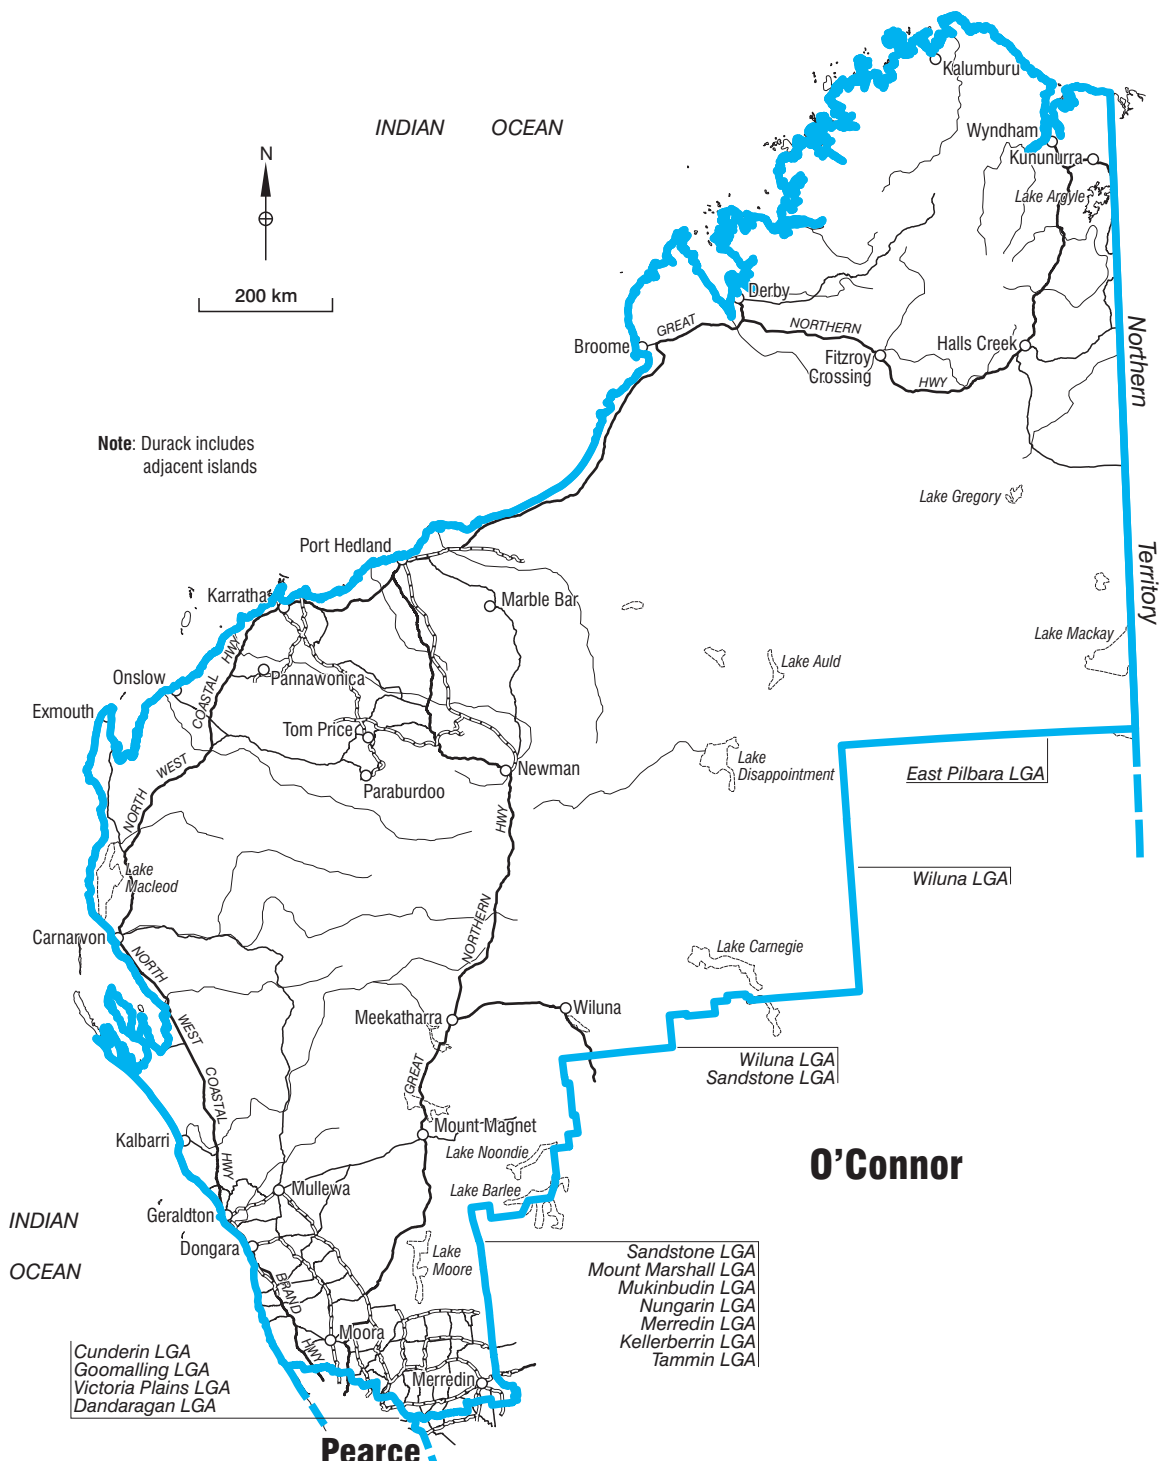 Kalumburu
INDIAN OCEAN
Wyndham
Kununurra
N
Lake Argyle
200 km
Derby
GREAT
NORTHERN
Northern
Broome
Halls Creek
Fitzroy
Crossing
HWY
Note: Durack includes
adjacent islands
Lake Gregory
Port Hedland
Territory
Karratha
Marble Bar
HWY
Lake Mackay
Lake Auld
Onslow
Pannawonica
COASTAL
Exmouth
Tom Price
Lake
Disappointment
WEST
Newman
East Pilbara LGA
Paraburdoo
NORTH
HWY
Lake
Macleod
Wiluna LGA
NORTHERN
Carnarvon
Lake Carnegie
NORTH
Wiluna
Meekatharra
WEST
Wiluna LGA
Sandstone LGA
GREAT
COASTAL
Mount Magnet
Kalbarri
Lake Noondie
O'Connor
HWY
Mullewa
Lake Barlee
Geraldton
INDIAN
OCEAN
Dongara
Lake
Moore
Sandstone LGA
Mount Marshall LGA
Mukinbudin LGA
Nungarin LGA
Merredin LGA
Kellerberrin LGA
Tammin LGA
BRAND
Moora
HWY
Cunderin LGA
Goomalling LGA
Victoria Plains LGA
Dandaragan LGA
Merredin
Pearce